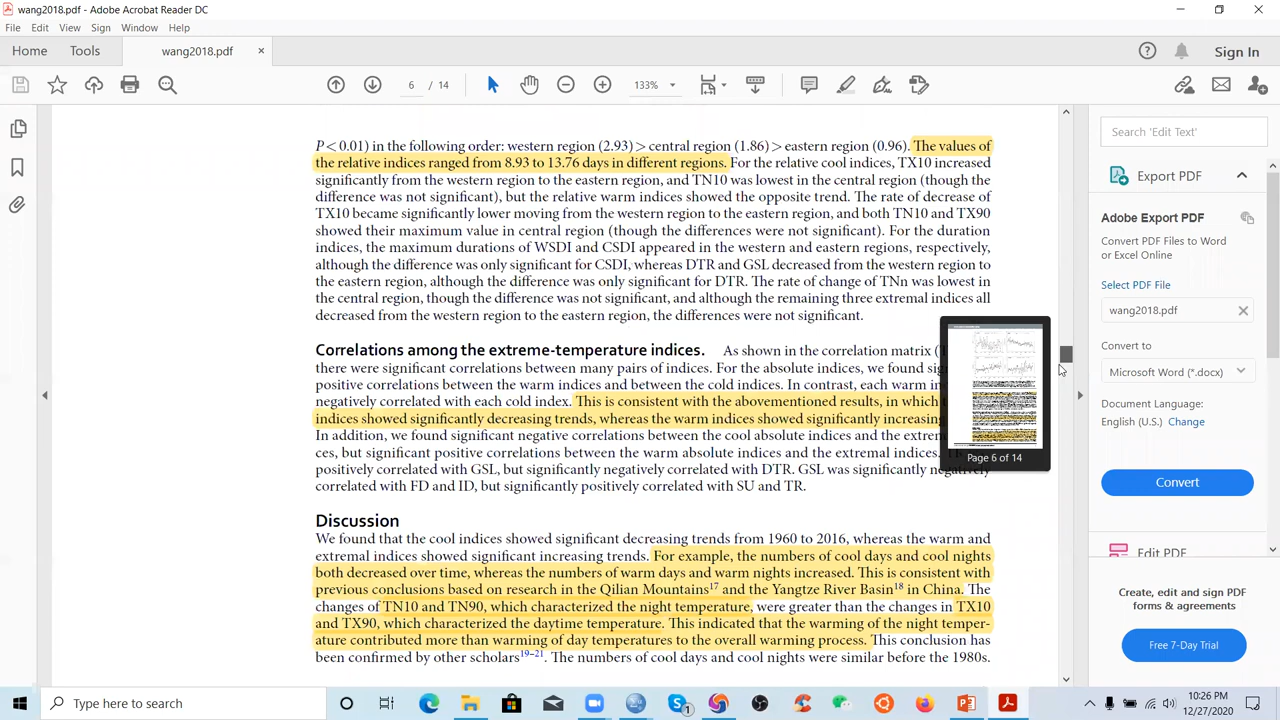 wang2018.pdf - Adobe Acrobat Reader DC
File Edit View Sign Window Help
Home Tools wang2018.pdf × Sign In
6 / 14 133%
P < 0.01) in the following order: western region (2.93) > central region (1.86) > eastern region (0.96). The values of
the relative indices ranged from 8.93 to 13.76 days in different regions. For the relative cool indices, TX10 increased
significantly from the western region to the eastern region, and TN10 was lowest in the central region (though the
difference was not significant), but the relative warm indices showed the opposite trend. The rate of decrease of
TX10 became significantly lower moving from the western region to the eastern region, and both TN10 and TX90
showed their maximum value in central region (though the differences were not significant). For the duration
indices, the maximum durations of WSDI and CSDI appeared in the western and eastern regions, respectively,
although the difference was only significant for CSDI, whereas DTR and GSL decreased from the western region to
the eastern region, although the difference was only significant for DTR. The rate of change of TNn was lowest in
the central region, though the difference was not significant, and although the remaining three extremal indices all
decreased from the western region to the eastern region, the differences were not significant.
Correlations among the extreme-temperature indices. As shown in the correlation matrix (
there were significant correlations between many pairs of indices. For the absolute indices, we found
positive correlations between the warm indices and between the cold indices. In contrast, each warm
negatively correlated with each cold index. This is consistent with the abovementioned results, in which
indices showed significantly decreasing trends, whereas the warm indices showed significantly increasing
In addition, we found significant negative correlations between the cool absolute indices and the
ces, but significant positive correlations between the warm absolute indices and the extremal indices.
positively correlated with GSL, but significantly negatively correlated with DTR. GSL was significantly negatively
correlated with FD and ID, but significantly positively correlated with SU and TR.
Discussion
We found that the cool indices showed significant decreasing trends from 1960 to 2016, whereas the warm and
extremal indices showed significant increasing trends. For example, the numbers of cool days and cool nights
both decreased over time, whereas the numbers of warm days and warm nights increased. This is consistent with
previous conclusions based on research in the Qilian Mountains17 and the Yangtze River Basin18 in China. The
changes of TN10 and TN90, which characterized the night temperature, were greater than the changes in TX10
and TX90, which characterized the daytime temperature. This indicated that the warming of the night temper-
ature contributed more than warming of day temperatures to the overall warming process. This conclusion has
been confirmed by other scholars19–21. The numbers of cool days and cool nights were similar before the 1980s.
Page 6 of 14
Search 'Edit Text'
Export PDF
Adobe Export PDF
Convert PDF Files to Word
or Excel Online
Select PDF File
wang2018.pdf
Convert to
Microsoft Word (*.docx)
Document Language:
English (U.S.) Change
Convert
Edit PDF
Create, edit and sign PDF
forms & agreements
Free 7-Day Trial
Type here to search
10:26 PM
12/27/2020